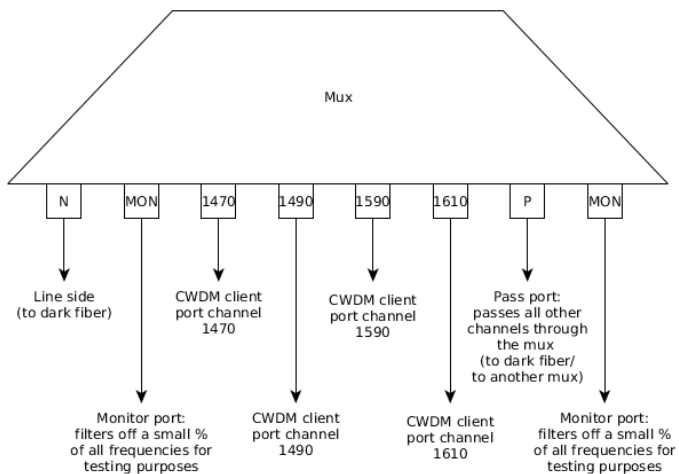 Mux
N
MON
1470
1490
1590
1610
P
MON
Line side
(to dark fiber)
CWDM client
port channel
1470
CWDM client
port channel
1590
Pass port:
passes all other
channels through
the mux
(to dark fiber/
to another mux)
Monitor port:
filters off a small %
of all frequencies for
testing purposes
CWDM client
port channel
1490
CWDM client
port channel
1610
Monitor port:
filters off a small %
of all frequencies for
testing purposes